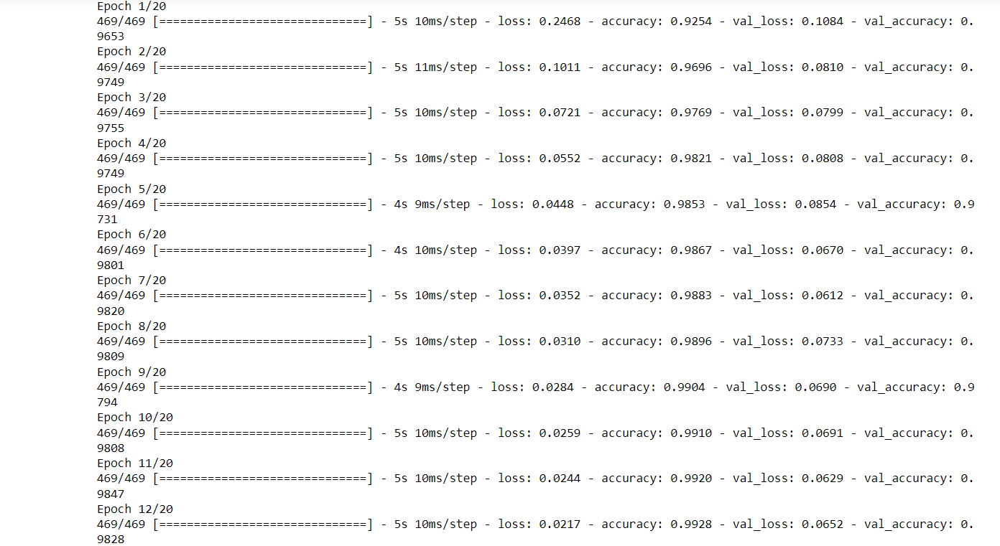 Epoch 1/20
469/469 [==============================] - 5s 10ms/step - loss: 0.2468 - accuracy: 0.9254 - val_loss: 0.1084 - val_accuracy: 0.
9653
Epoch 2/20
469/469 [==============================] - 5s 11ms/step - loss: 0.1011 - accuracy: 0.9696 - val_loss: 0.0810 - val_accuracy: 0.
9749
Epoch 3/20
469/469 [==============================] - 5s 10ms/step - loss: 0.0721 - accuracy: 0.9769 - val_loss: 0.0799 - val_accuracy: 0.
9755
Epoch 4/20
469/469 [==============================] - 5s 10ms/step - loss: 0.0552 - accuracy: 0.9821 - val_loss: 0.0808 - val_accuracy: 0.
9749
Epoch 5/20
469/469 [==============================] - 4s 9ms/step - loss: 0.0448 - accuracy: 0.9853 - val_loss: 0.0854 - val_accuracy: 0.9
731
Epoch 6/20
469/469 [==============================] - 4s 10ms/step - loss: 0.0397 - accuracy: 0.9867 - val_loss: 0.0670 - val_accuracy: 0.
9801
Epoch 7/20
469/469 [==============================] - 5s 10ms/step - loss: 0.0352 - accuracy: 0.9883 - val_loss: 0.0612 - val_accuracy: 0.
9820
Epoch 8/20
469/469 [==============================] - 5s 10ms/step - loss: 0.0310 - accuracy: 0.9896 - val_loss: 0.0733 - val_accuracy: 0.
9809
Epoch 9/20
469/469 [==============================] - 4s 9ms/step - loss: 0.0284 - accuracy: 0.9904 - val_loss: 0.0690 - val_accuracy: 0.9
794
Epoch 10/20
469/469 [==============================] - 5s 10ms/step - loss: 0.0259 - accuracy: 0.9910 - val_loss: 0.0691 - val_accuracy: 0.
9808
Epoch 11/20
469/469 [==============================] - 5s 10ms/step - loss: 0.0244 - accuracy: 0.9920 - val_loss: 0.0629 - val_accuracy: 0.
9847
Epoch 12/20
469/469 [==============================] - 5s 10ms/step - loss: 0.0217 - accuracy: 0.9928 - val_loss: 0.0652 - val_accuracy: 0.
9828